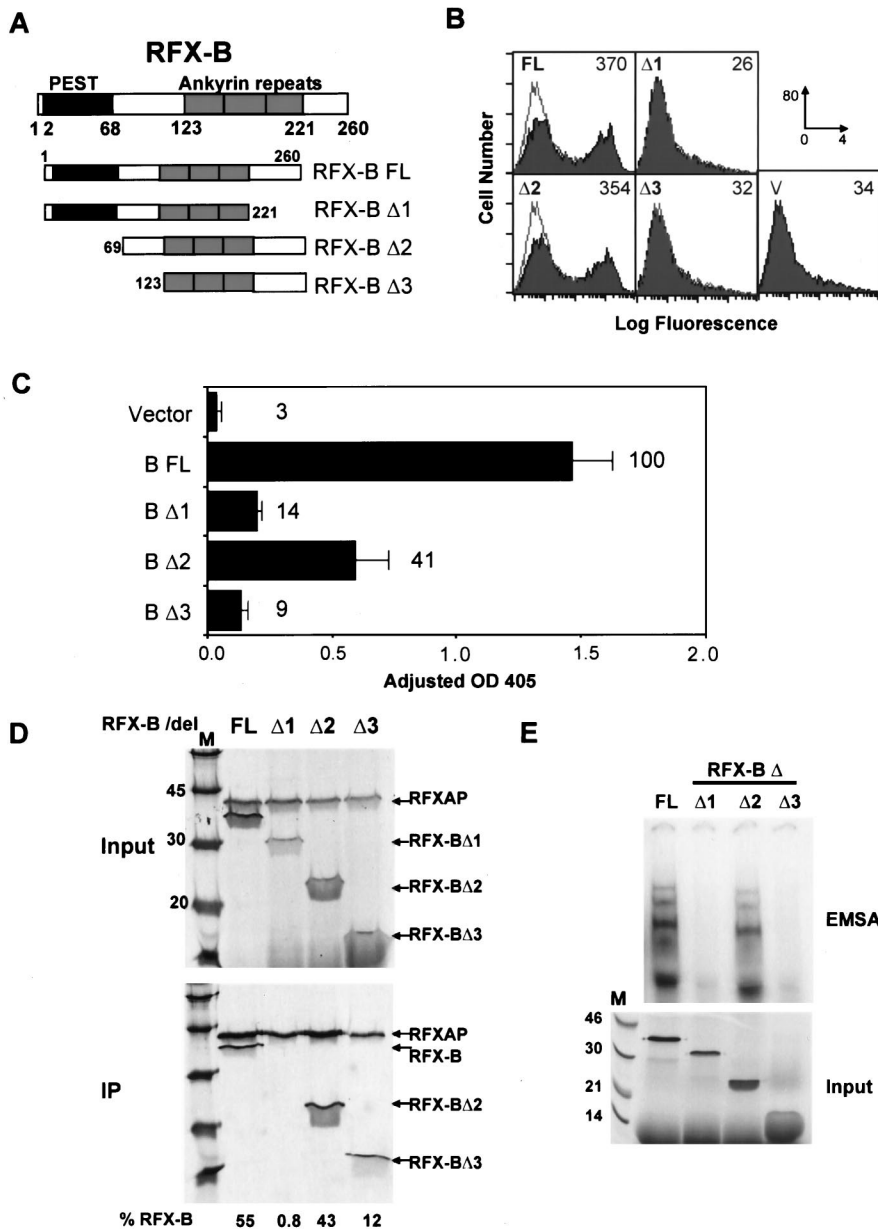 A
RFX-B
PEST Ankyrin repeats
1 2 68 123 221 260
1 260
RFX-B FL
RFX-B Δ1
221
69
RFX-B Δ2
123
RFX-B Δ3
B
FL 370
Δ1 26
80
0
0 4
Δ2 354
Δ3 32
V 34
Cell Number
Log Fluorescence
C
Vector 3
B FL 100
B Δ1 14
B Δ2 41
B Δ3 9
0.0 0.5 1.0 1.5 2.0
Adjusted OD 405
D
RFX-B /del FL Δ1 Δ2 Δ3
M
45
30
20
Input
RFXAP
RFX-BΔ1
RFX-BΔ2
RFX-BΔ3
IP
RFXAP
RFX-B
RFX-BΔ2
RFX-BΔ3
% RFX-B 55 0.8 43 12
E
RFX-B Δ
FL Δ1 Δ2 Δ3
EMSA
M
46
30
21
14
Input